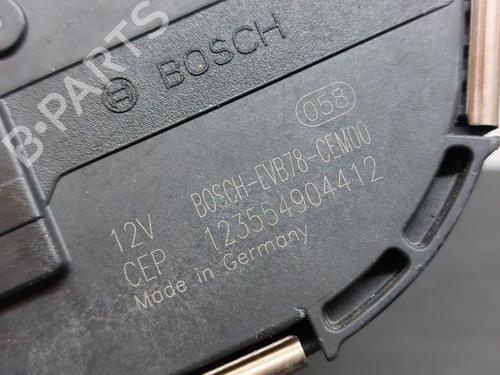 B-PARTS
BOSCH
058
12V BOSCH-EVB78-CEM00
CEP 123554904412
Made in Germany